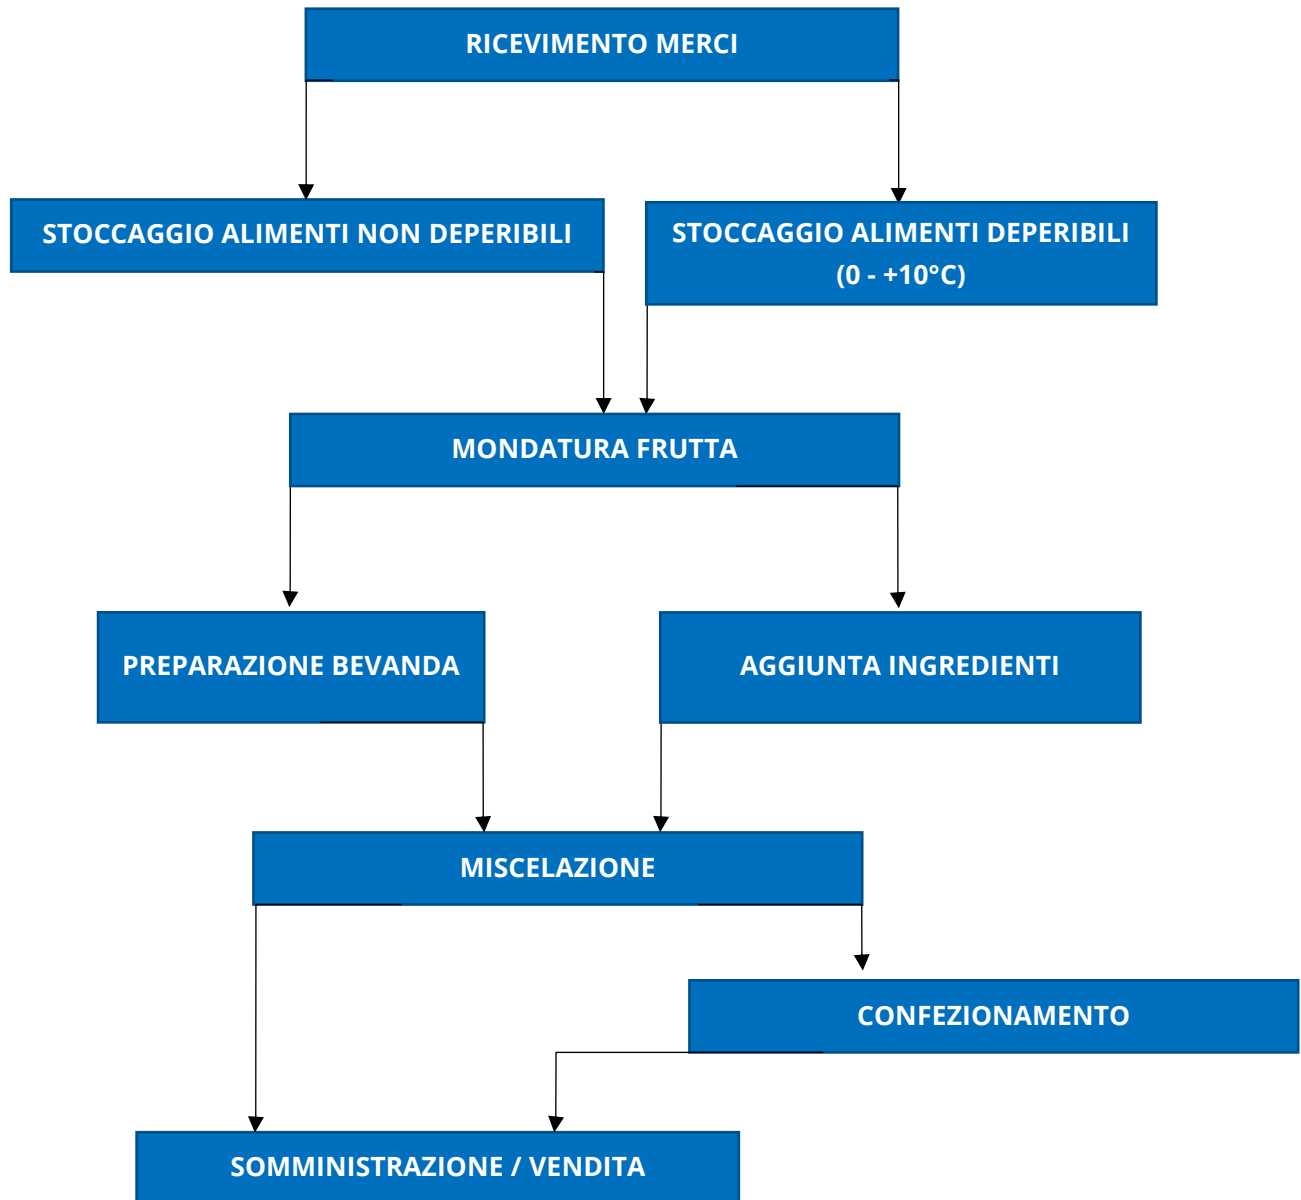 RICEVIMENTO MERCI
STOCCAGGIO ALIMENTI NON DEPERIBILI
STOCCAGGIO ALIMENTI DEPERIBILI
(0 - +10°C)
MONDATURA FRUTTA
PREPARAZIONE BEVANDA
AGGIUNTA INGREDIENTI
MISCELAZIONE
CONFEZIONAMENTO
SOMMINISTRAZIONE / VENDITA